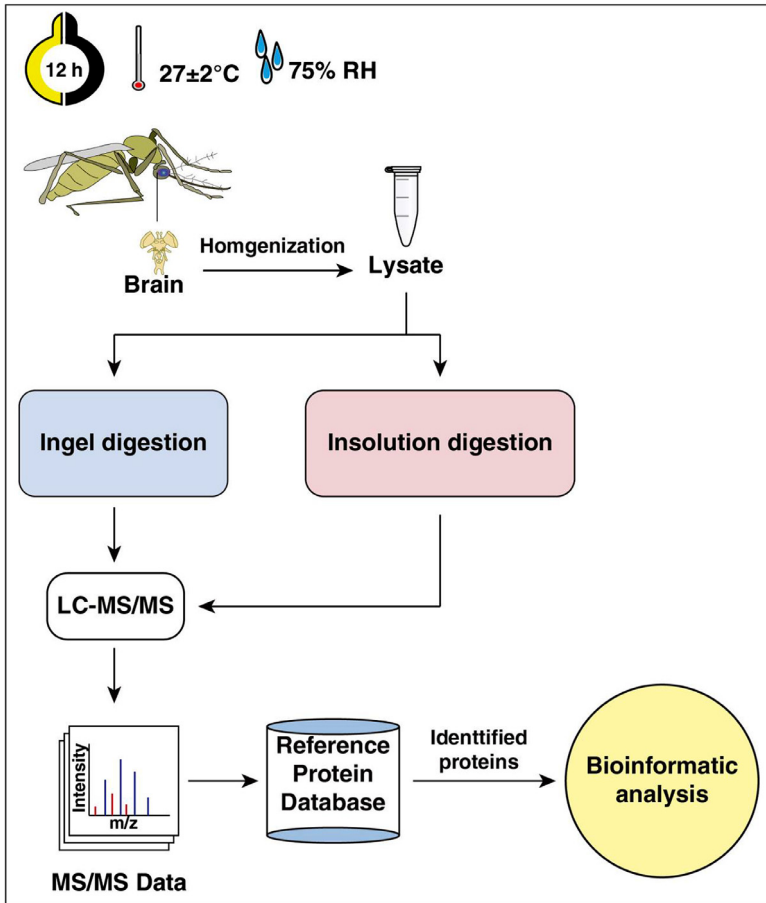 12 h
27±2°C
75% RH
Homgenization
Brain
Lysate
Ingel digestion
Insolution digestion
LC-MS/MS
Intensity
m/z
MS/MS Data
Reference
Protein
Database
Identtified
proteins
Bioinformatic
analysis